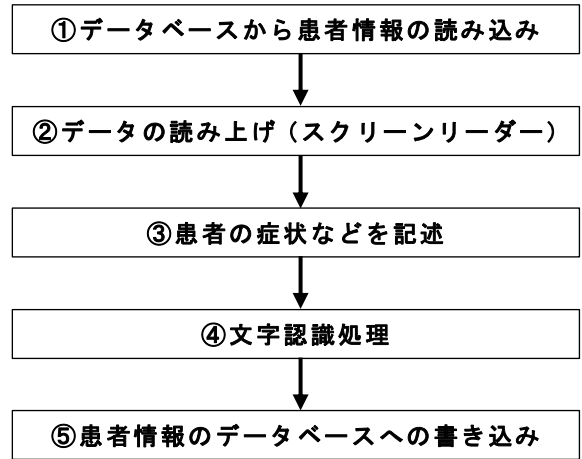 ①データベースから患者情報の読み込み
②データの読み上げ（スクリーンリーダー）
③患者の症状などを記述
④文字認識処理
⑤患者情報のデータベースへの書き込み